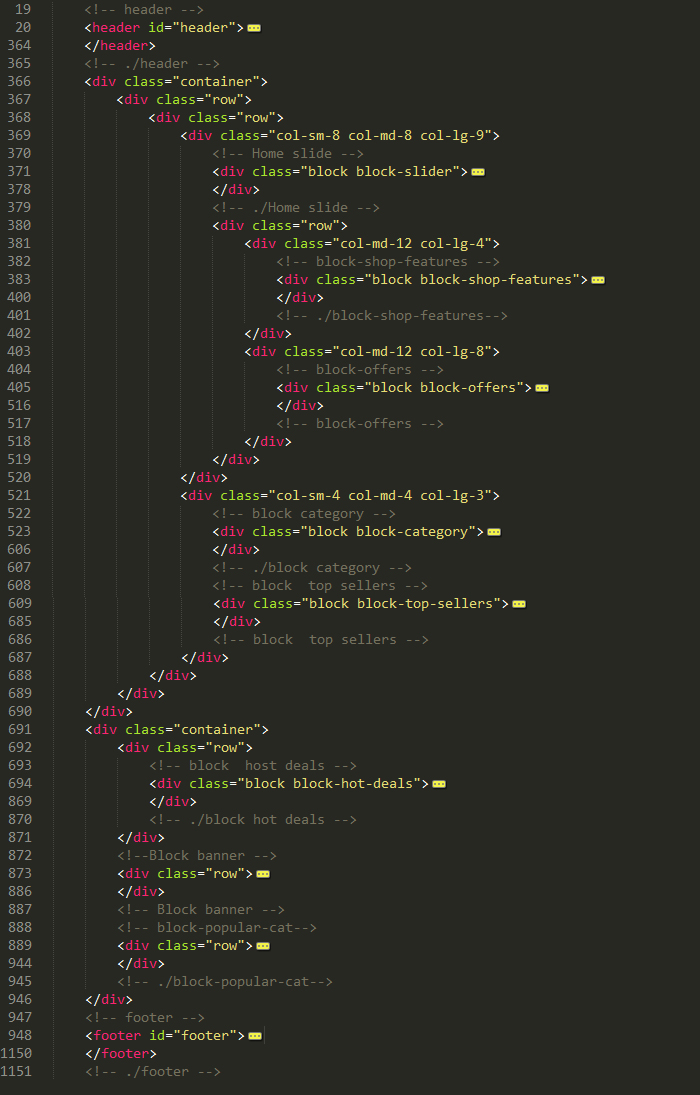 19 <!-- header -->
20 <header id="header">
364 </header>
365 <!-- ./header -->
366 <div class="container">
367 <div class="row">
368 <div class="row">
369 <div class="col-sm-8 col-md-8 col-lg-9">
370 <!-- Home slide -->
371 <div class="block block-slider">
378 </div>
379 <!-- ./Home slide -->
380 <div class="row">
381 <div class="col-md-12 col-lg-4">
382 <!-- block-shop-features -->
383 <div class="block block-shop-features">
400 </div>
401 <!-- ./block-shop-features-->
402 </div>
403 <div class="col-md-12 col-lg-8">
404 <!-- block-offers -->
405 <div class="block block-offers">
516 </div>
517 <!-- block-offers -->
518 </div>
519 </div>
520 </div>
521 <div class="col-sm-4 col-md-4 col-lg-3">
522 <!-- block category -->
523 <div class="block block-category">
606 </div>
607 <!-- ./block category -->
608 <!-- block  top sellers -->
609 <div class="block block-top-sellers">
685 </div>
686 <!-- block  top sellers -->
687 </div>
688 </div>
689 </div>
690 </div>
691 <div class="container">
692 <div class="row">
693 <!-- block  host deals -->
694 <div class="block block-hot-deals">
869 </div>
870 <!-- ./block hot deals -->
871 </div>
872 <!--Block banner -->
873 <div class="row">
886 </div>
887 <!-- Block banner -->
888 <!-- block-popular-cat-->
889 <div class="row">
944 </div>
945 <!-- ./block-popular-cat-->
946 </div>
947 <!-- footer -->
948 <footer id="footer">
1150 </footer>
1151 <!-- ./footer -->